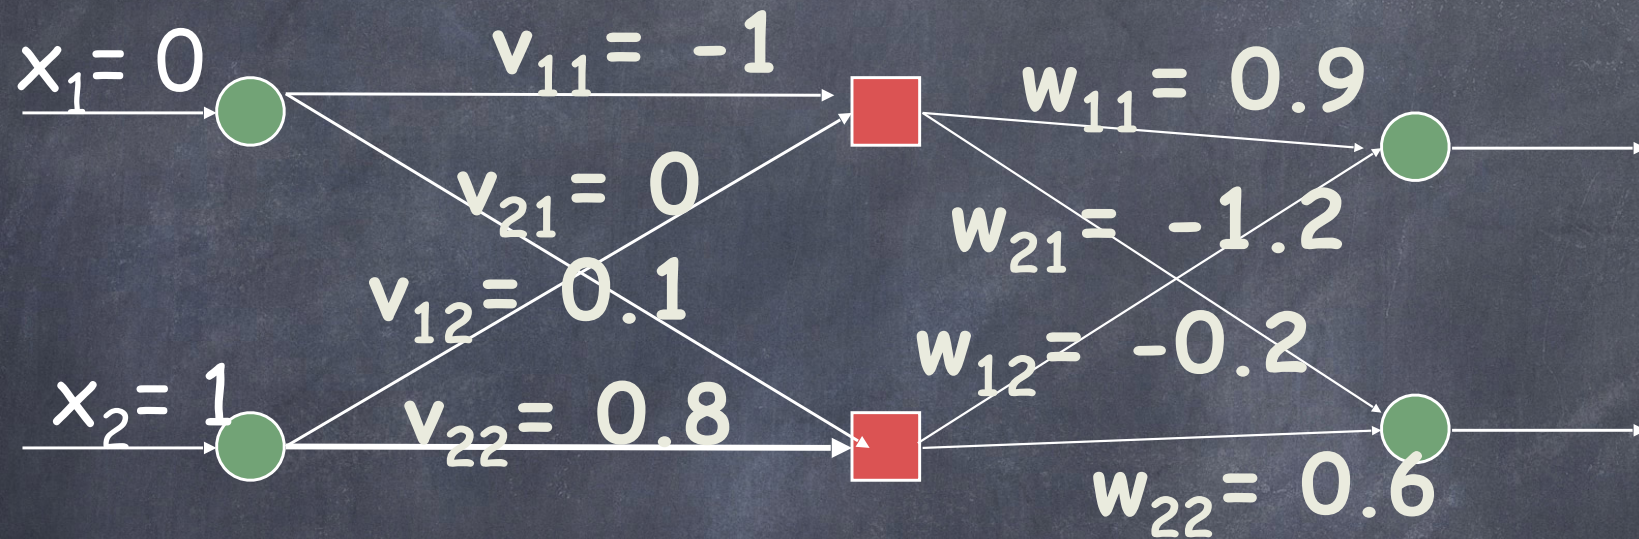 x1= 0
v11= -1
w11= 0.9
v21= 0
w21= -1.2
v12= 0.1
w12= -0.2
x2= 1
v22= 0.8
w22= 0.6